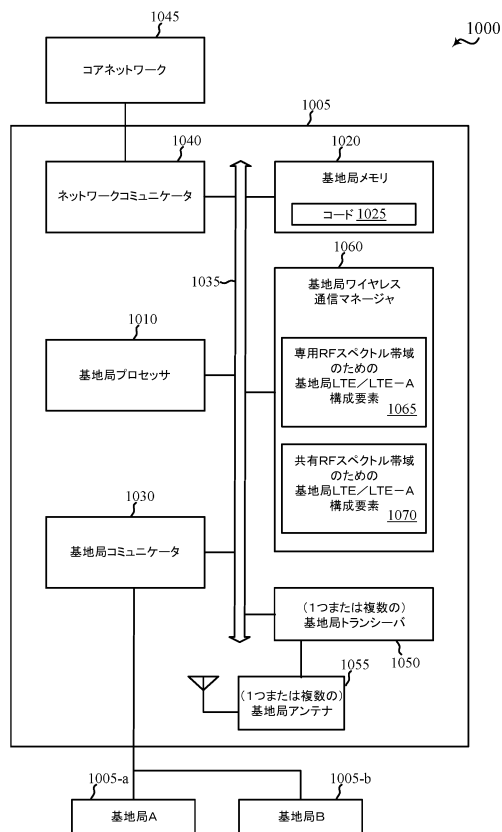 1000
1045
コアネットワーク
1005
1040
ネットワークコミュニケータ
1020
基地局メモリ
コード 1025
1035
1060
基地局ワイヤレス
通信マネージャ
専用RFスペクトル帯域
のための
基地局LTE/LTE-A
構成要素 1065
共有RFスペクトル帯域
のための
基地局LTE/LTE-A
構成要素 1070
1010
基地局プロセッサ
1030
基地局コミュニケータ
(1つまたは複数の)
基地局トランシーバ
1050
1055
(1つまたは複数の)
基地局アンテナ
1005-a
基地局A
1005-b
基地局B